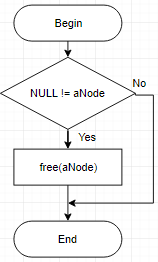 Begin
NULL != aNode
No
Yes
free(aNode)
End